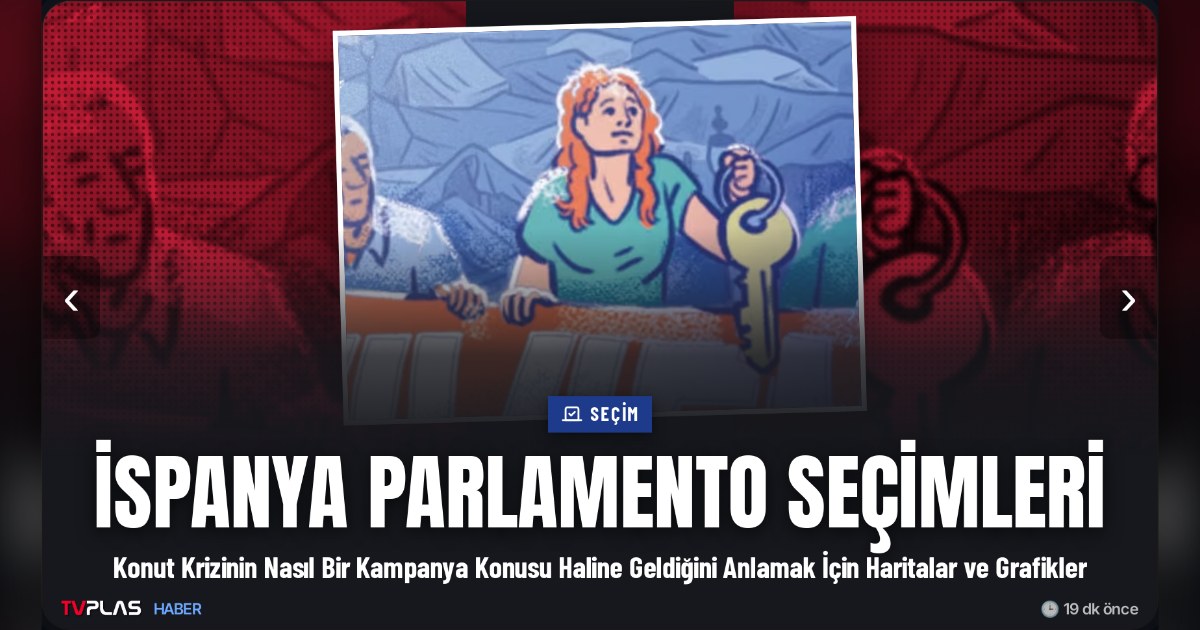 SEÇİM
İSPANYA PARLAMENTO SEÇİMLERİ
Konut Krizinin Nasıl Bir Kampanya Konusu Haline Geldiğini Anlamak İçin Haritalar ve Grafikler
TVPLAS HABER
19 dk önce